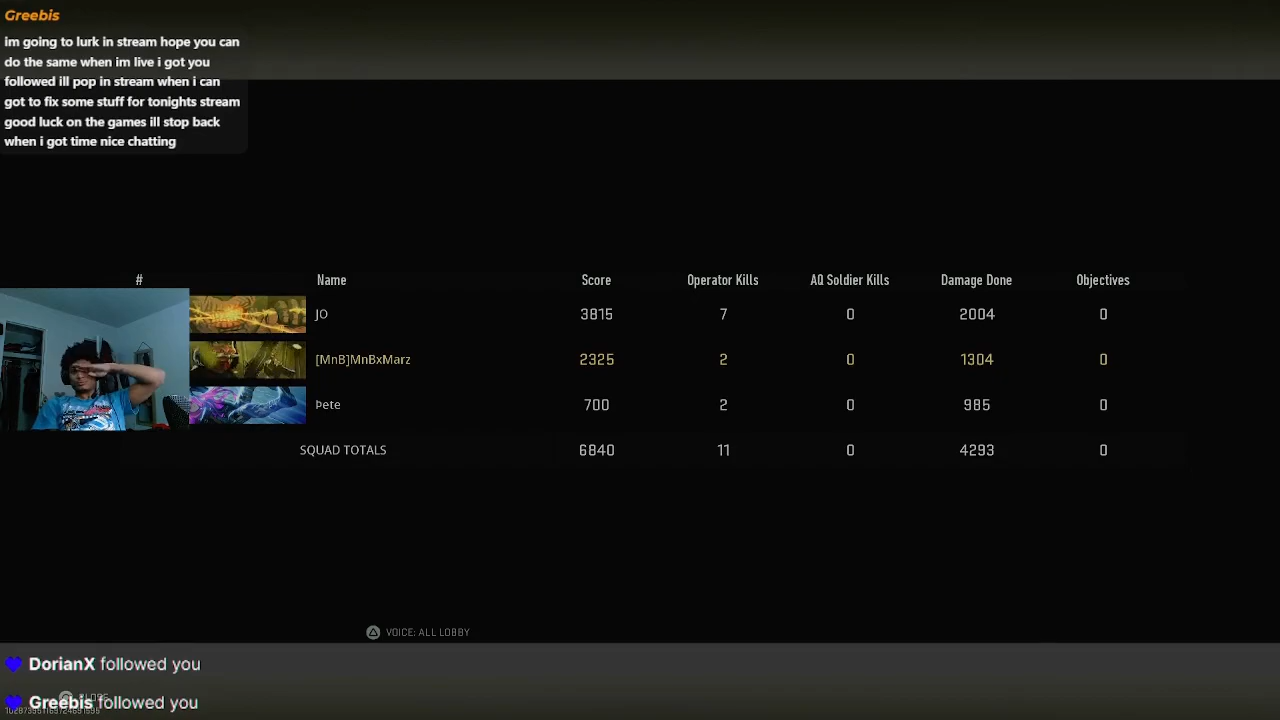 Greebis
im going to lurk in stream hope you can
do the same when im live i got you
followed ill pop in stream when i can
got to fix some stuff for tonights stream
good luck on the games ill stop back
when i got time nice chatting
# Name Score Operator Kills AQ Soldier Kills Damage Done Objectives
JO 3815 7 0 2004 0
[MnB]MnBxMarz 2325 2 0 1304 0
Þete 700 2 0 985 0
SQUAD TOTALS 6840 11 0 4293 0
VOICE: ALL LOBBY
DorianX followed you
CLOSE
Greebis followed you